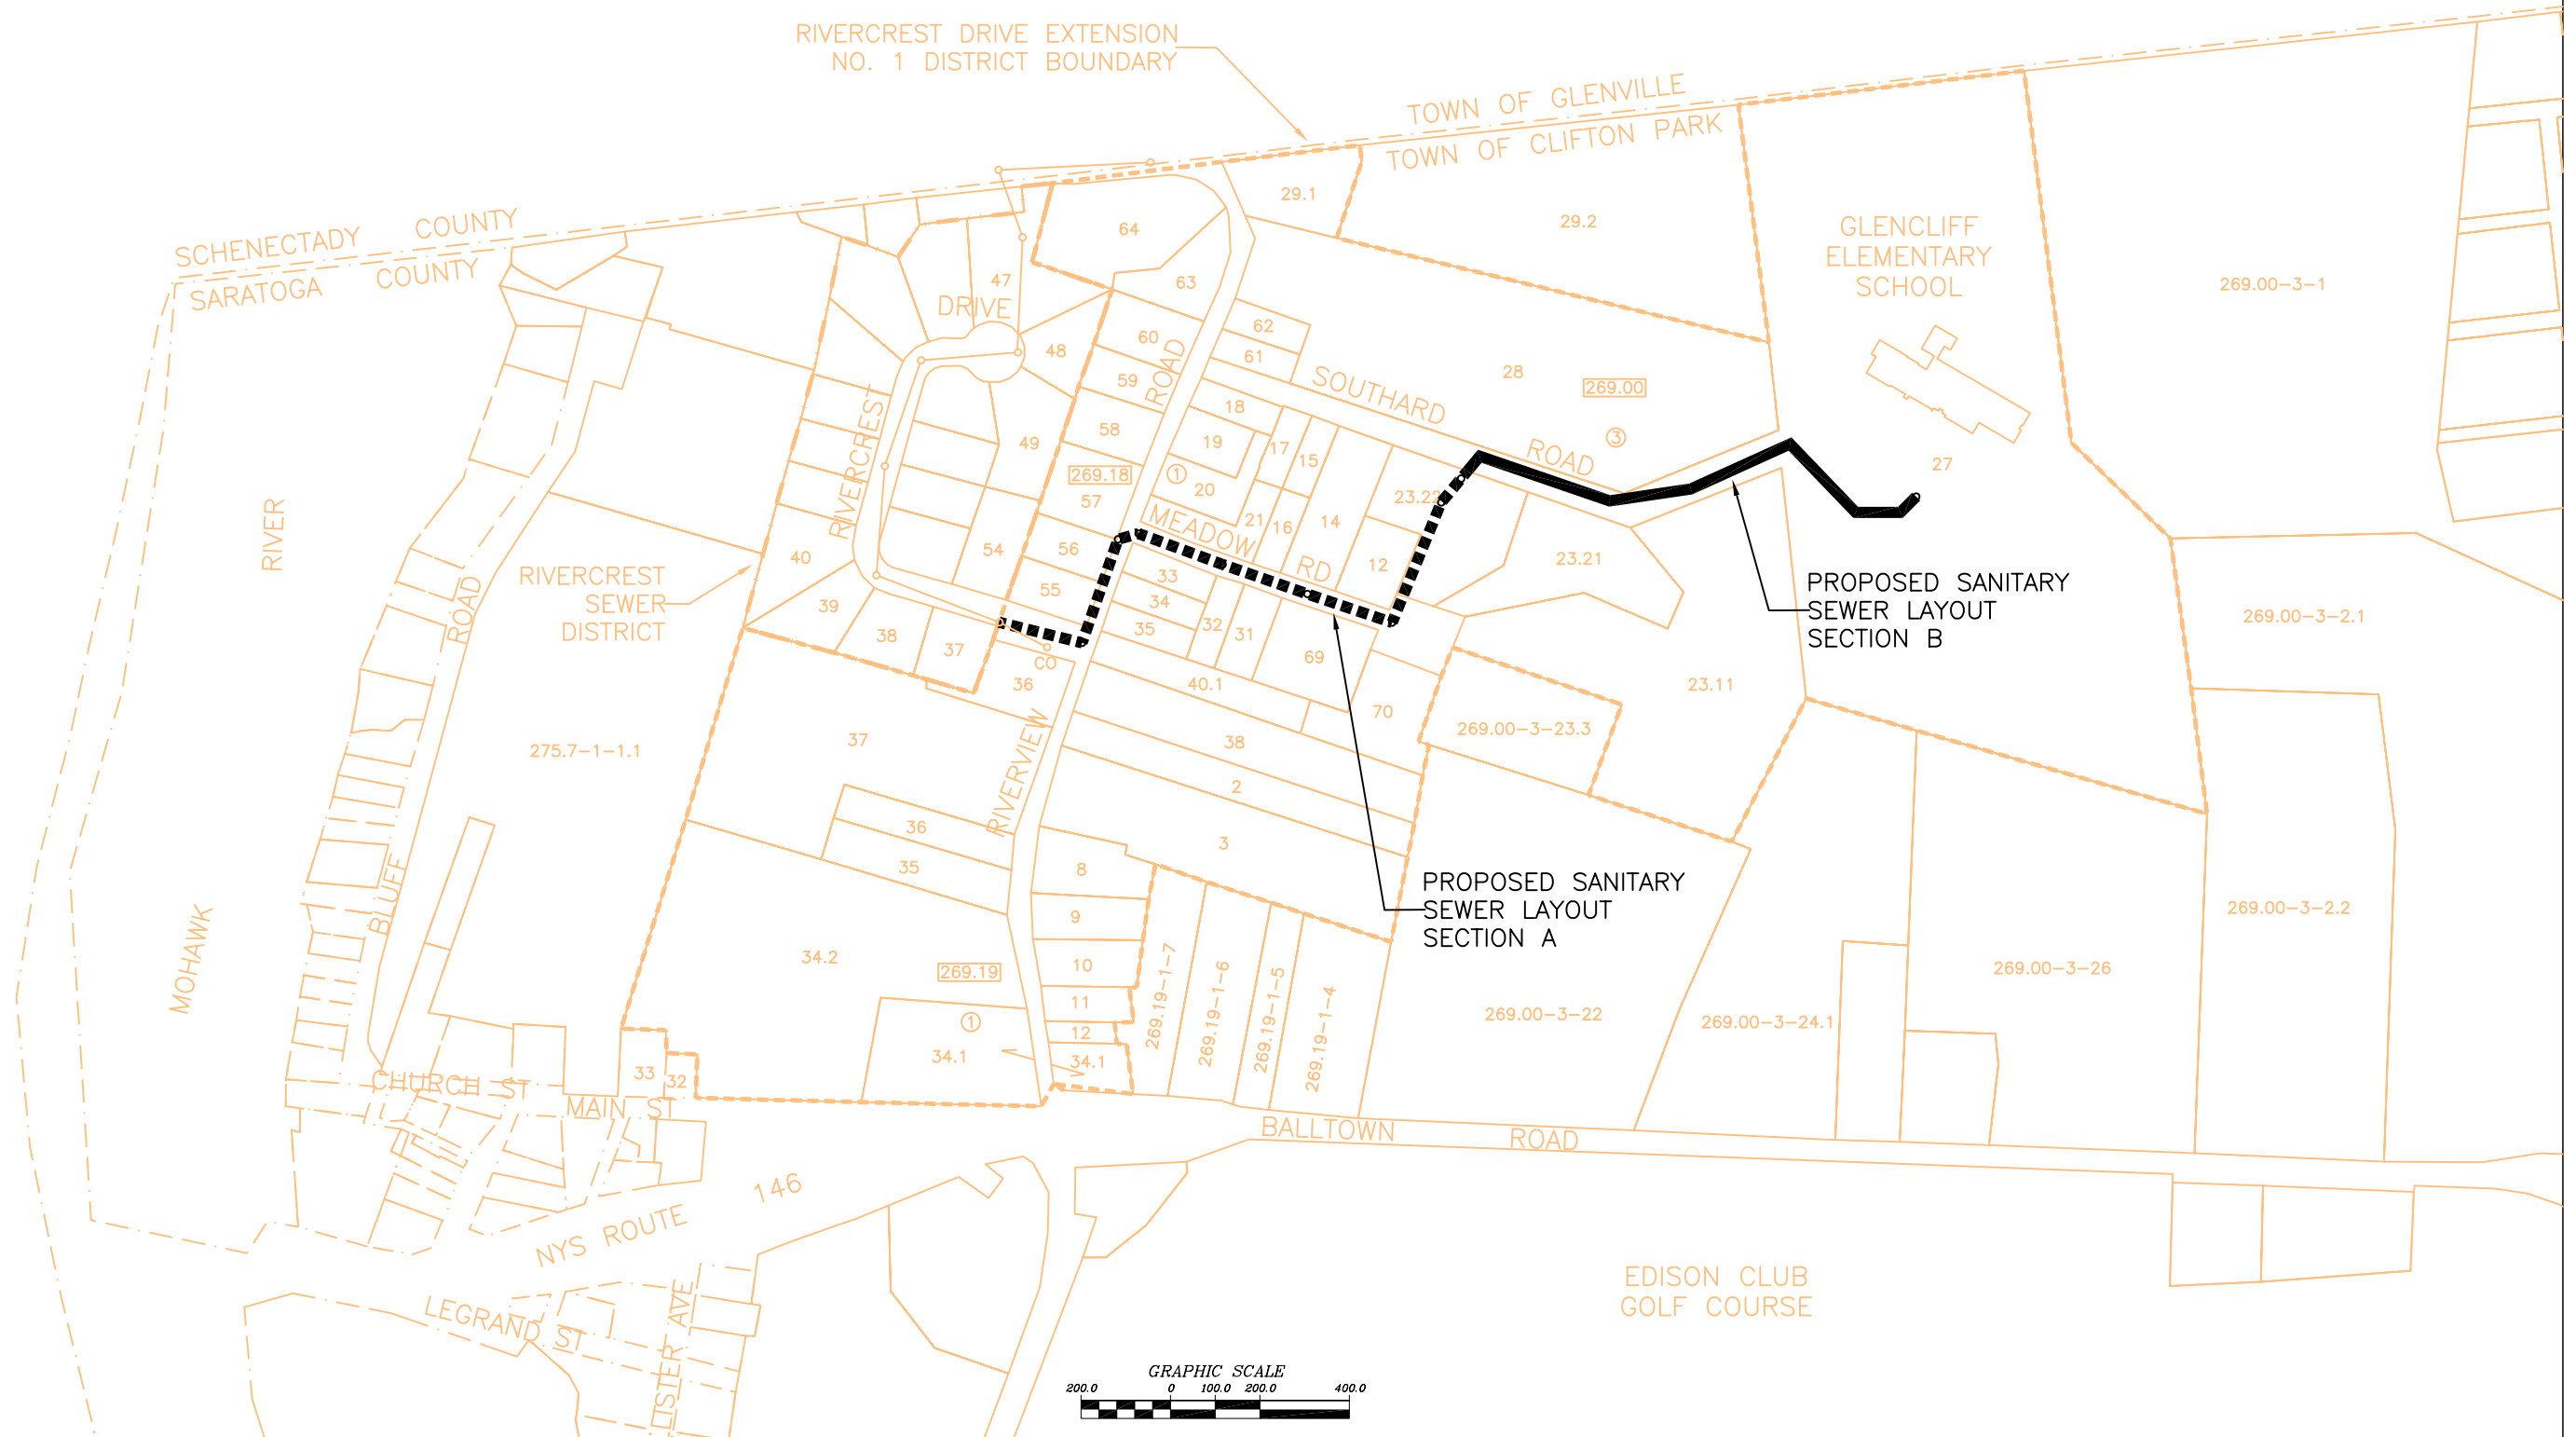 RIVERCREST DRIVE EXTENSION
NO. 1 DISTRICT BOUNDARY
TOWN OF GLENVILLE
TOWN OF CLIFTON PARK
SCHENECTADY COUNTY
SARATOGA COUNTY
29.1
29.2
64
63
47
DRIVE
GLENCLIFF
ELEMENTARY
SCHOOL
269.00-3-1
62
61
60
59
58
57
56
55
48
49
54
ROAD
SOUTHARD
ROAD
28
269.00
3
27
18
19
20
17
15
21
16
14
12
23.22
23.21
23.11
269.18
1
MEADOW
RD
RIVERCREST
40
39
38
37
CO
36
33
34
35
32
31
69
70
40.1
38
2
3
RIVER
MOHAWK
RIVERCREST
SEWER
DISTRICT
ROAD
BLUFF
275.7-1-1.1
37
RIVERVIEW
36
35
34.2
269.19
1
34.1
8
9
10
11
12
34.1
33
32
PROPOSED SANITARY
SEWER LAYOUT
SECTION B
PROPOSED SANITARY
SEWER LAYOUT
SECTION A
269.00-3-23.3
269.00-3-2.1
269.00-3-2.2
269.00-3-26
269.00-3-22
269.00-3-24.1
269.19-1-7
269.19-1-6
269.19-1-5
269.19-1-4
CHURCH ST
MAIN ST
BALLTOWN ROAD
NYS ROUTE 146
LEGRAND ST
LISIER AVE
EDISON CLUB
GOLF COURSE
GRAPHIC SCALE
200.0 0 100.0 200.0 400.0